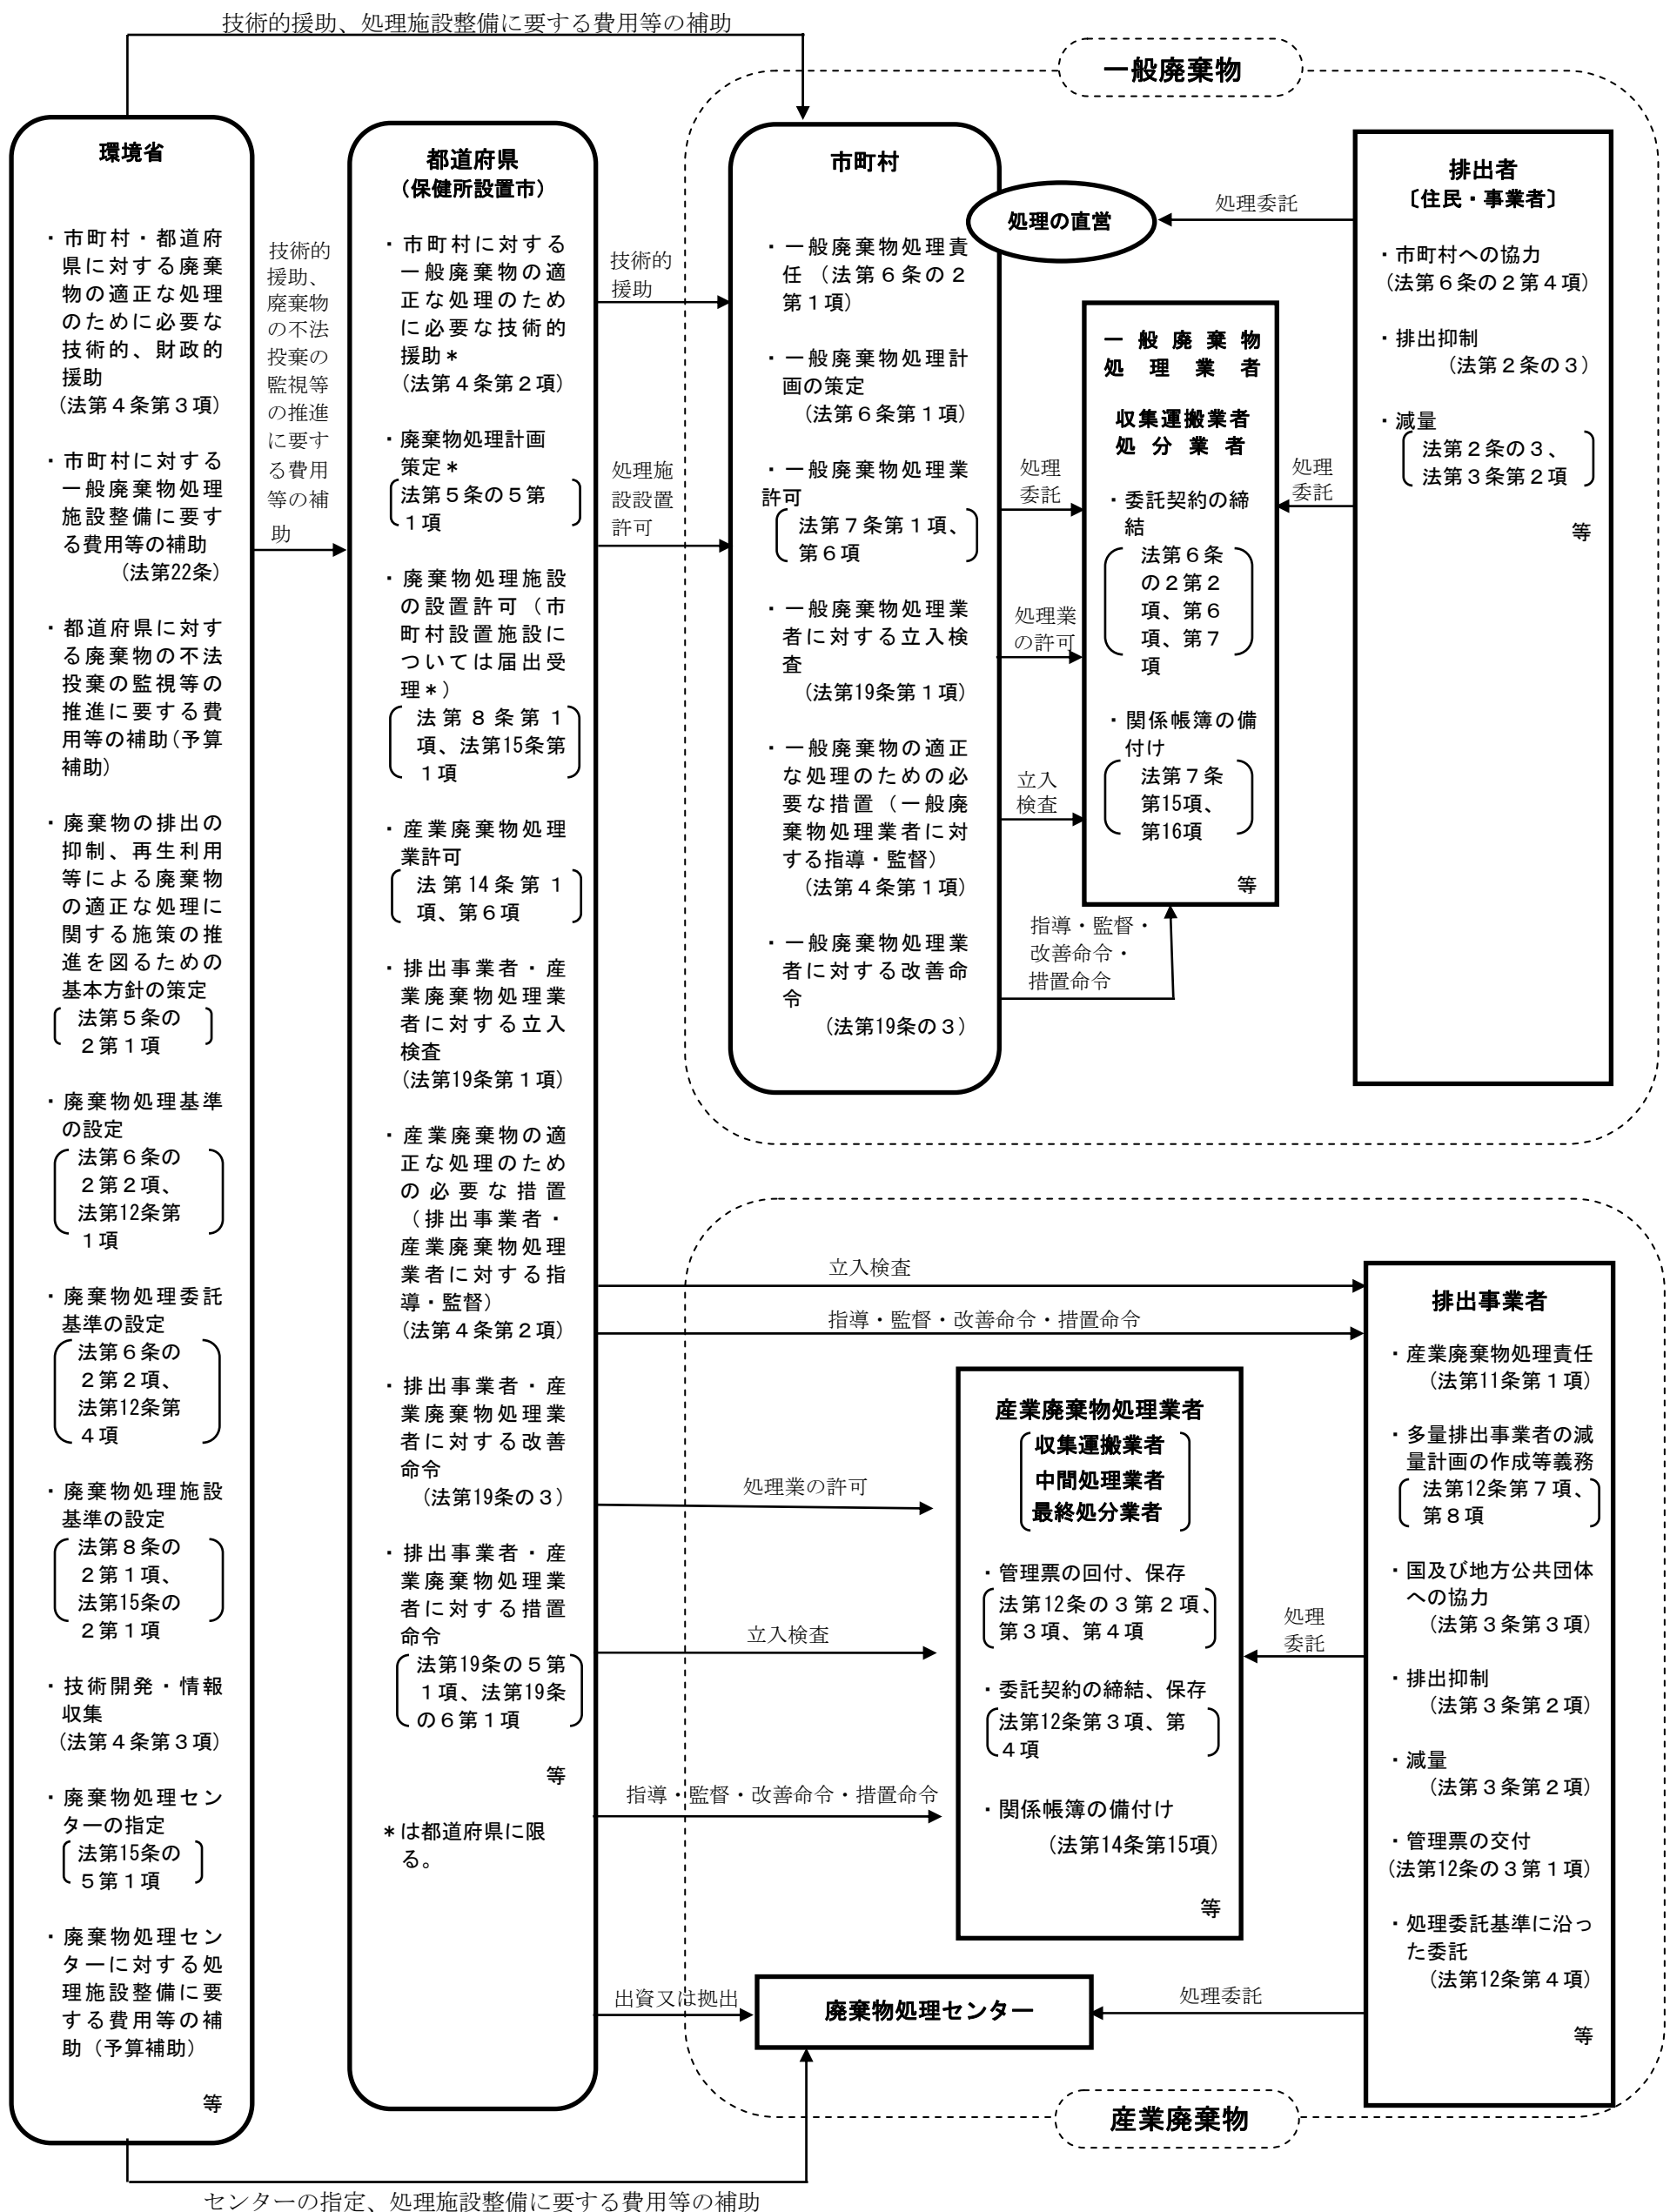 技術的援助、処理施設整備に要する費用等の補助
環境省
・市町村・都道府
県に対する廃棄
物の適正な処理
のために必要な
技術的、財政的
援助
(法第４条第３項)
・市町村に対する
一般廃棄物処理
施設整備に要す
る費用等の補助
(法第22条)
・都道府県に対す
る廃棄物の不法
投棄の監視等の
推進に要する費
用等の補助(予算
補助)
・廃棄物の排出の
抑制、再生利用
等による廃棄物
の適正な処理に
関する施策の推
進を図るための
基本方針の策定
法第５条の
２第１項
・廃棄物処理基準
の設定
法第６条の
２第２項、
法第12条第
１項
・廃棄物処理委託
基準の設定
法第６条の
２第２項、
法第12条第
４項
・廃棄物処理施設
基準の設定
法第８条の
２第１項、
法第15条の
２第１項
・技術開発・情報
収集
(法第４条第３項)
・廃棄物処理セン
ターの指定
法第15条の
５第１項
・廃棄物処理セン
ターに対する処
理施設整備に要
する費用等の補
助（予算補助）
等
技術的
援助、
廃棄物
の不法
投棄の
監視等
の推進
に要す
る費用
等の補
助
都道府県
（保健所設置市）
・市町村に対する
一般廃棄物の適
正な処理のため
に必要な技術的
援助＊
(法第４条第２項)
・廃棄物処理計画
策定＊
法第５条の５第
１項
・廃棄物処理施設
の設置許可（市
町村設置施設に
ついては届出受
理＊）
法第８条第１
項、法第15条第
１項
・産業廃棄物処理
業許可
法第14条第１
項、第６項
・排出事業者・産
業廃棄物処理業
者に対する立入
検査
(法第19条第１項)
・産業廃棄物の適
正な処理のため
の必要な措置
（排出事業者・
産業廃棄物処理
業者に対する指
導・監督）
(法第４条第２項)
・排出事業者・産
業廃棄物処理業
者に対する改善
命令
(法第19条の３)
・排出事業者・産
業廃棄物処理業
者に対する措置
命令
法第19条の５第
１項、法第19条
の６第１項
等
＊は都道府県に限
る。
技術的
援助
処理施
設設置
許可
一般廃棄物
市町村
・一般廃棄物処理責
任（法第６条の２
第１項)
・一般廃棄物処理計
画の策定
(法第６条第１項)
・一般廃棄物処理業
許可
法第７条第１項、
第６項
・一般廃棄物処理業
者に対する立入検
査
(法第19条第１項)
・一般廃棄物の適正
な処理のための必
要な措置（一般廃
棄物処理業者に対
する指導・監督）
(法第４条第１項)
・一般廃棄物処理業
者に対する改善命
令
(法第19条の３)
処理の直営
処理委託
処理
委託
処理業
の許可
立入
検査
指導・監督・
改善命令・
措置命令
一般廃棄物
処理業者
収集運搬業者
処分業者
・委託契約の締
結
法第６条
の２第２
項、第６
項、第７
項
・関係帳簿の備
付け
法第７条
第15項、
第16項
等
処理
委託
排出者
〔住民・事業者〕
・市町村への協力
(法第６条の２第４項)
・排出抑制
(法第２条の３)
・減量
法第２条の３、
法第３条第２項
等
立入検査
指導・監督・改善命令・措置命令
処理業の許可
立入検査
指導・監督・改善命令・措置命令
出資又は拠出
産業廃棄物処理業者
収集運搬業者
中間処理業者
最終処分業者
・管理票の回付、保存
法第12条の３第２項、
第３項、第４項
・委託契約の締結、保存
法第12条第３項、第
４項
・関係帳簿の備付け
(法第14条第15項)
等
処理
委託
排出事業者
・産業廃棄物処理責任
(法第11条第１項)
・多量排出事業者の減
量計画の作成等義務
法第12条第７項、
第８項
・国及び地方公共団体
への協力
(法第３条第３項)
・排出抑制
(法第３条第２項)
・減量
(法第３条第２項)
・管理票の交付
(法第12条の３第１項)
・処理委託基準に沿っ
た委託
(法第12条第４項)
等
廃棄物処理センター
処理委託
産業廃棄物
センターの指定、処理施設整備に要する費用等の補助